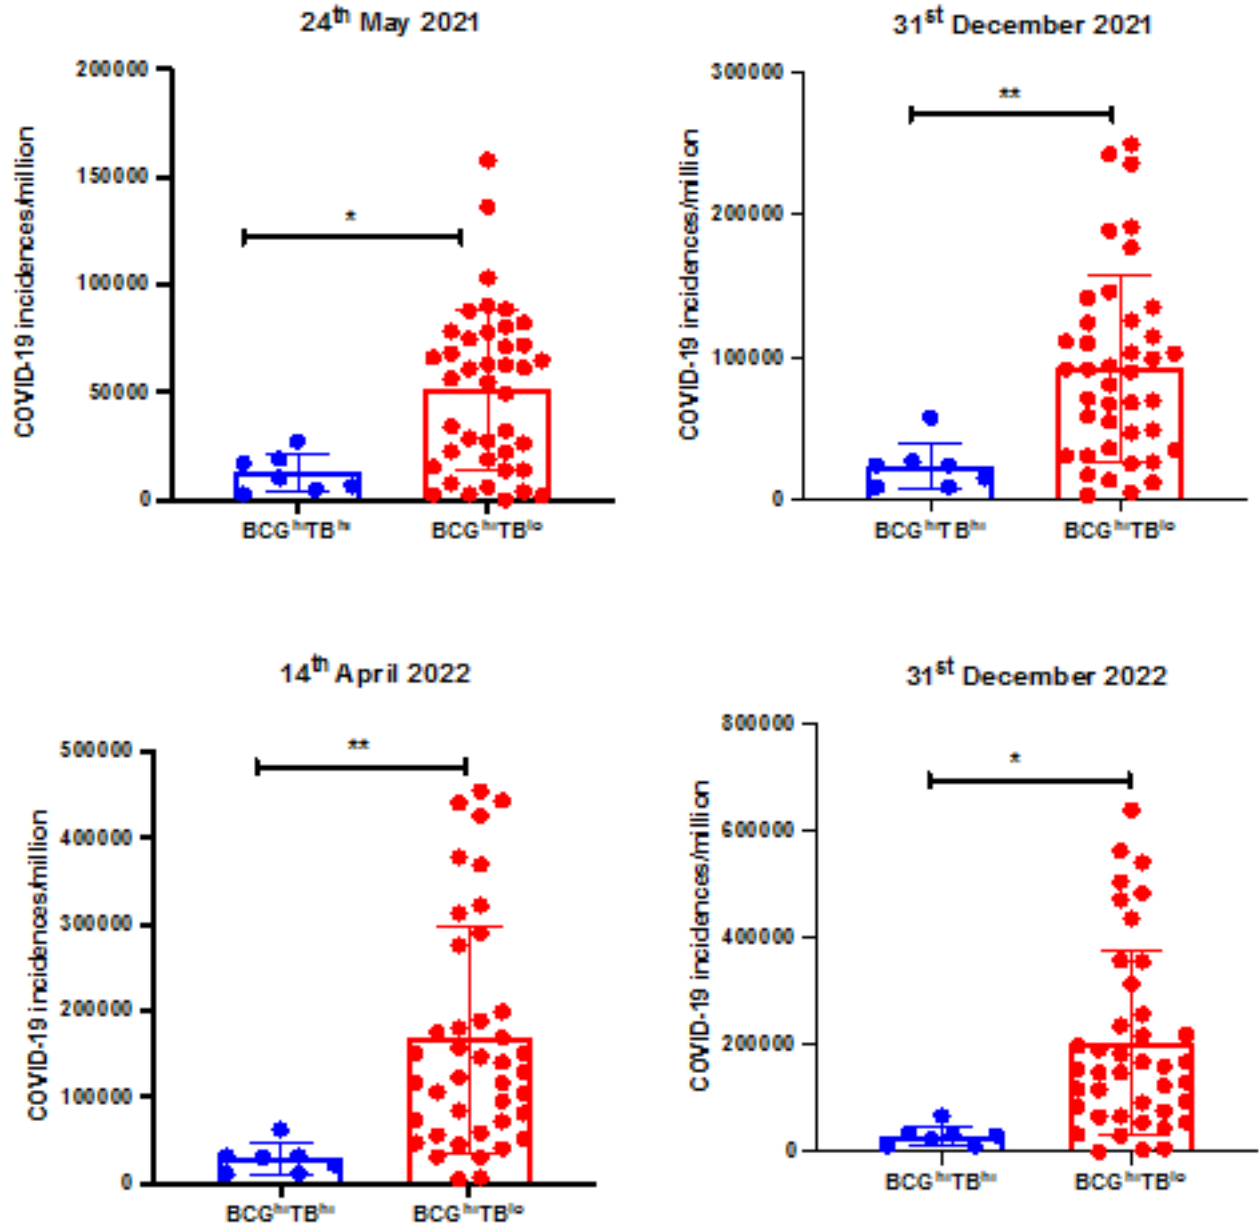 24th May 2021
COVID-19 incidences/million
200000
150000
100000
50000
0
*
BCGhiTBhi
BCGhiTBlo
31st December 2021
COVID-19 incidences/million
300000
200000
100000
0
**
BCGhiTBhi
BCGhiTBlo
14th April 2022
COVID-19 incidences/million
500000
400000
300000
200000
100000
0
**
BCGhiTBhi
BCGhiTBlo
31st December 2022
COVID-19 incidences/million
800000
600000
400000
200000
0
*
BCGhiTBhi
BCGhiTBlo